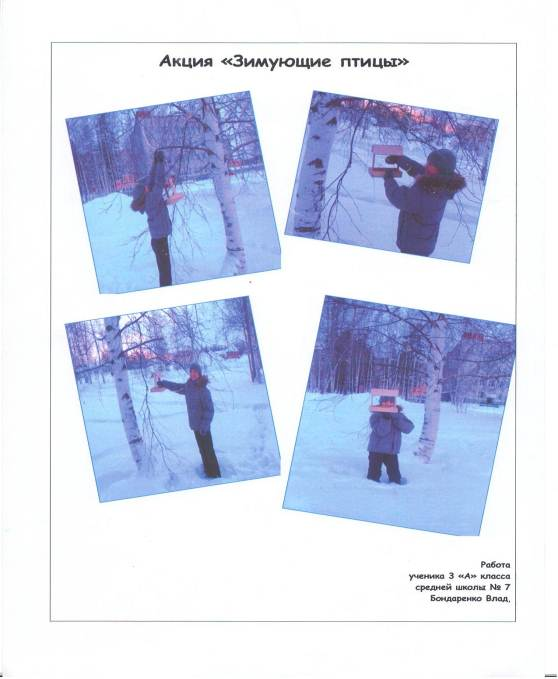 Акция «Зимующие птицы»
Работа
ученика 3 «А» класса
средней школы № 7
Бондаренко Влад.